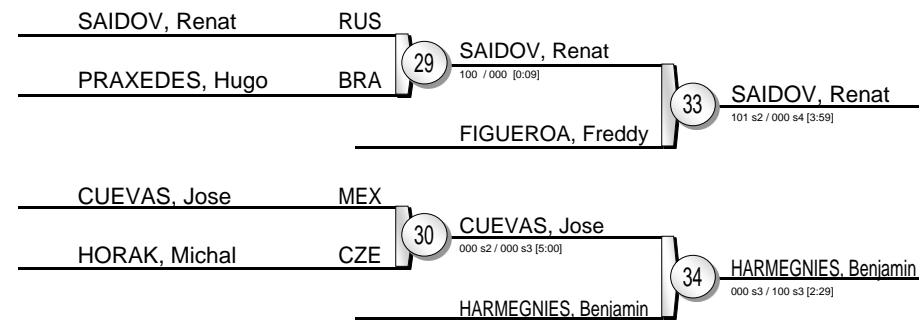 SAIDOV, Renat RUS
29
SAIDOV, Renat
100 / 000 [0:09]
PRAXEDES, Hugo BRA
33
SAIDOV, Renat
101 s2 / 000 s4 [3:59]
FIGUEROA, Freddy
CUEVAS, Jose MEX
30
CUEVAS, Jose
000 s2 / 000 s3 [5:00]
HORAK, Michal CZE
34
HARMEGNIES, Benjamin
000 s3 / 100 s3 [2:29]
HARMEGNIES, Benjamin